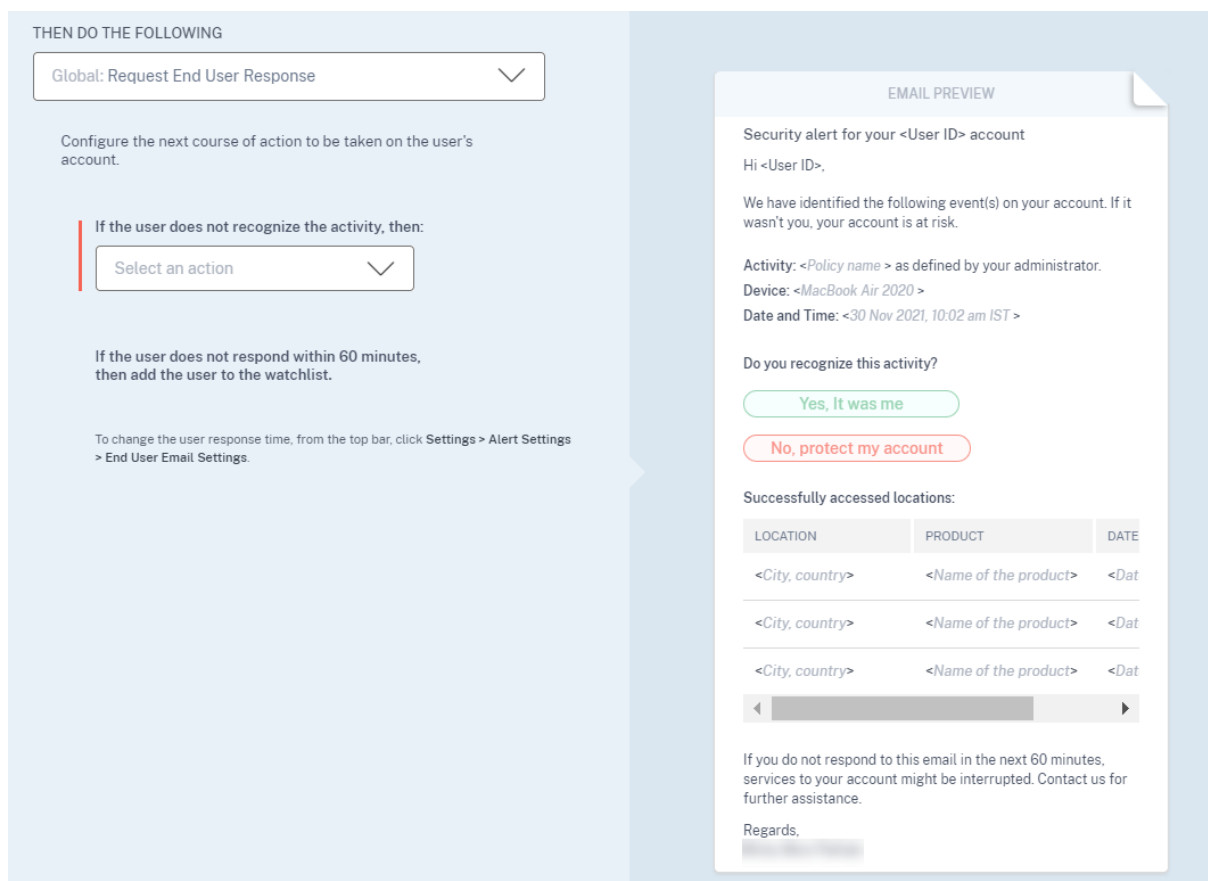 THEN DO THE FOLLOWING
Global: Request End User Response
Configure the next course of action to be taken on the user's
account.
If the user does not recognize the activity, then:
Select an action
If the user does not respond within 60 minutes,
then add the user to the watchlist.
To change the user response time, from the top bar, click Settings > Alert Settings
> End User Email Settings.
EMAIL PREVIEW
Security alert for your <User ID> account
Hi <User ID>,
We have identified the following event(s) on your account. If it
wasn't you, your account is at risk.
Activity: <Policy name > as defined by your administrator.
Device: <MacBook Air 2020 >
Date and Time: <30 Nov 2021, 10:02 am IST >
Do you recognize this activity?
Yes, It was me
No, protect my account
Successfully accessed locations:
LOCATION PRODUCT DATE
<City, country> <Name of the product> <Dat
<City, country> <Name of the product> <Dat
<City, country> <Name of the product> <Dat
If you do not respond to this email in the next 60 minutes,
services to your account might be interrupted. Contact us for
further assistance.
Regards,